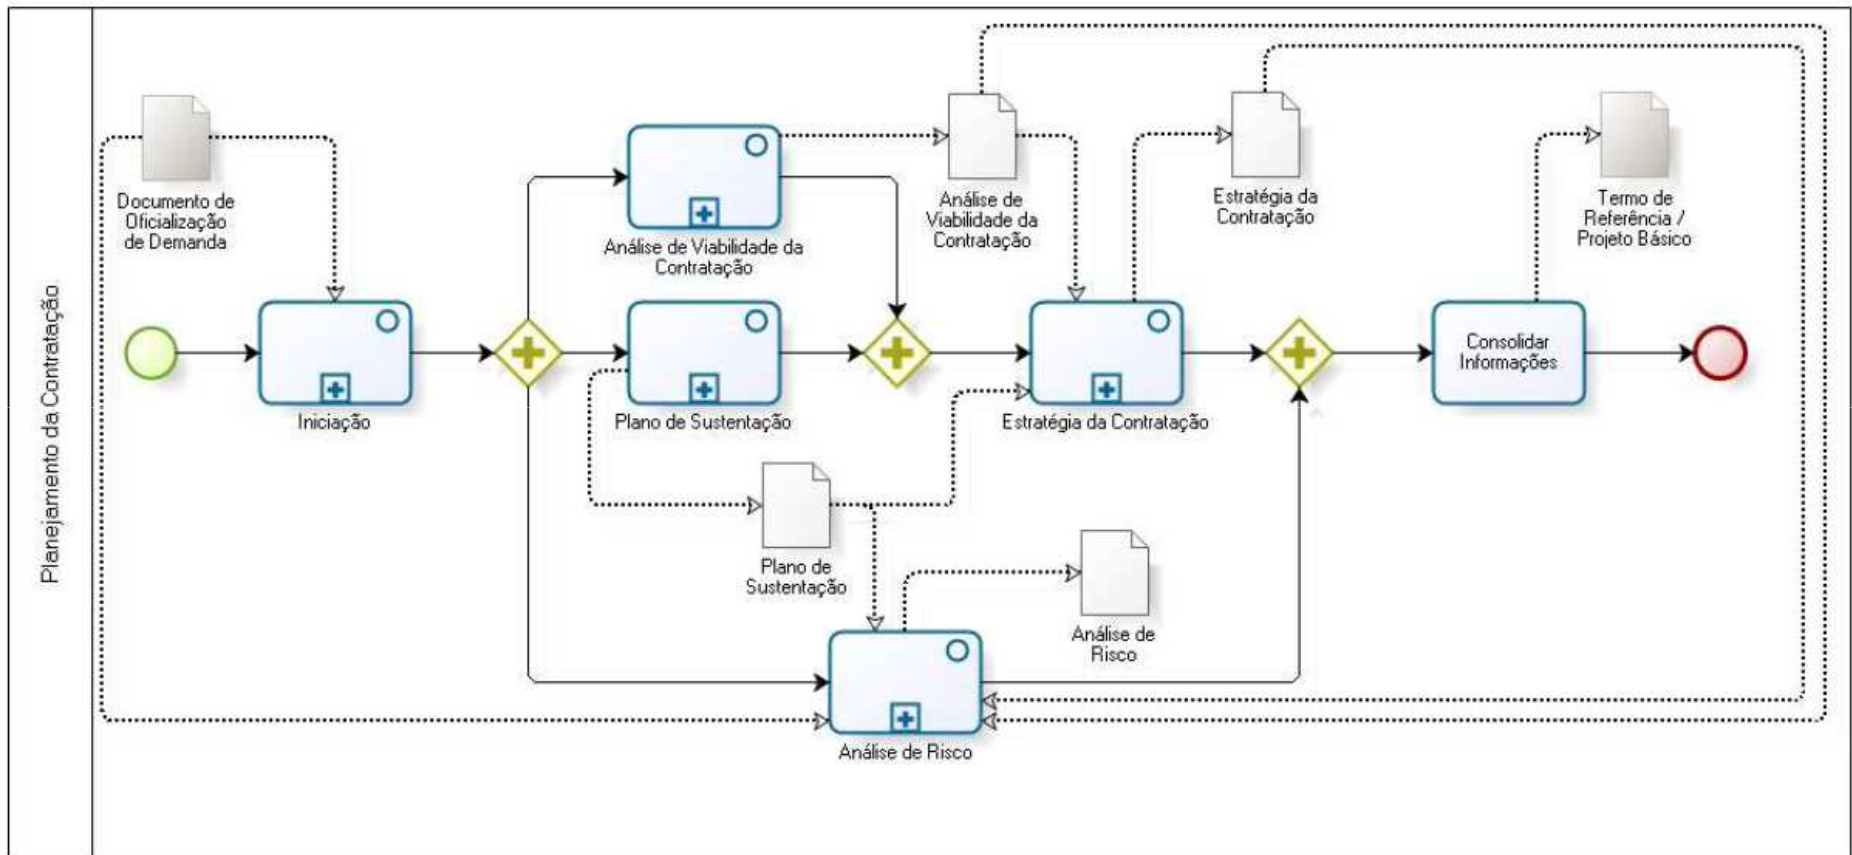 Planejamento da Contratação
Documento de
Oficialização
de Demanda
Iniciação
Análise de Viabilidade da
Contratação
Plano de Sustentação
Plano de
Sustentação
Análise de
Viabilidade da
Contratação
Estratégia da Contratação
Estratégia da
Contratação
Análise de
Risco
Análise de Risco
Consolidar
Informações
Termo de
Referência /
Projeto Básico